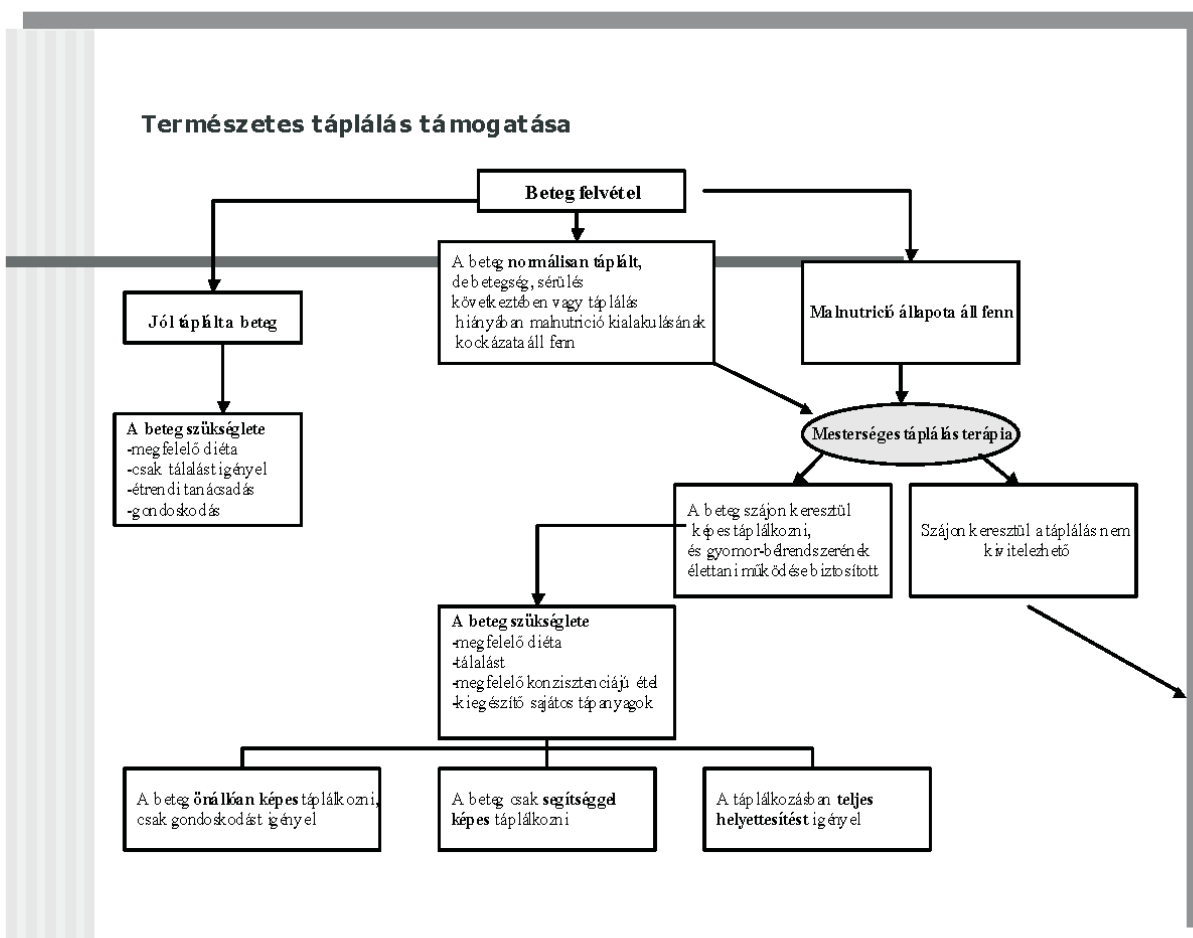 Természetes táplálás támogatása
Beteg felvétel
A beteg normálisan táplált,
de betegség, sérülés
következtében vagy táplálás
hiányában malnutrició kialakulásának
kockázata áll fenn
Jól táplálta beteg
Malnutrició állapota áll fenn
A beteg szükséglete
-megfelelő diéta
-csak tálalást igényel
-étrendi tanácsadás
-gondoskodás
Mesterséges táplálás terápia
A beteg szájon keresztül
képes táplálkozni,
és gyomor-bélrendszerének
élettani működése biztosított
Szájon keresztül a táplálás nem
kivitelezhető
A beteg szükséglete
-megfelelő diéta
-tálalást
-megfelelő konzisztenciájú étel
-kiegészítő sajátos tápanyagok
A beteg önállóan képes táplálkozni,
csak gondoskodást igényel
A beteg csak segítséggel
képes táplálkozni
A táplálkozásban teljes
helyettesítést igényel